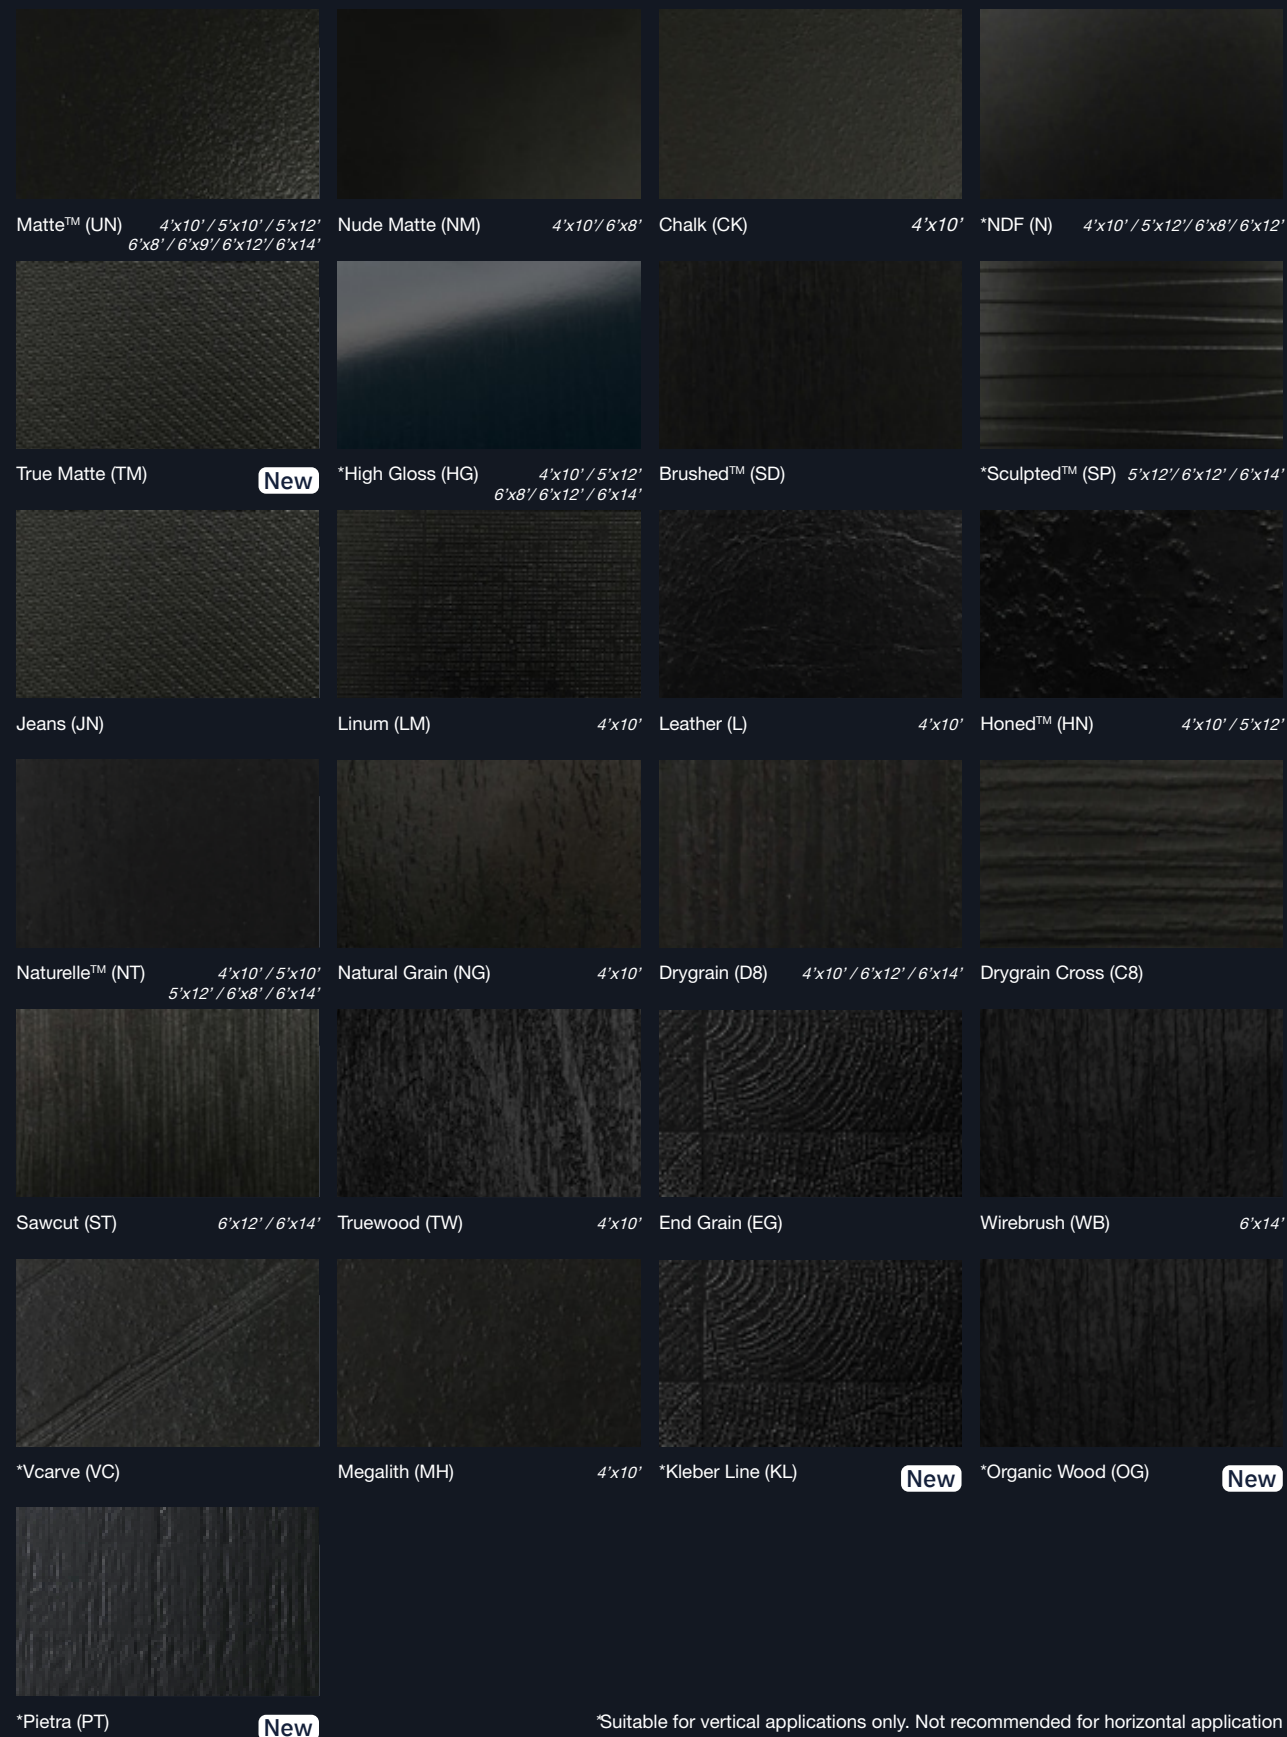 Matte™ (UN) 4’x10’ / 5’x10’ / 5’x12’
6’x8’ / 6’x9’/ 6’x12’/ 6’x14’
Nude Matte (NM) 4’x10’/ 6’x8’
Chalk (CK) 4’x10’
*NDF (N) 4’x10’ / 5’x12’/ 6’x8’/ 6’x12’
True Matte (TM) New
*High Gloss (HG) 4’x10’ / 5’x12’
6’x8’/ 6’x12’ / 6’x14’
Brushed™ (SD)
*Sculpted™ (SP) 5’x12’/ 6’x12’ / 6’x14’
Jeans (JN)
Linum (LM) 4’x10’
Leather (L) 4’x10’
Honed™ (HN) 4’x10’ / 5’x12’
Naturelle™ (NT) 4’x10’ / 5’x10’
5’x12’ / 6’x8’ / 6’x14’
Natural Grain (NG) 4’x10’
Drygrain (D8) 4’x10’ / 6’x12’ / 6’x14’
Drygrain Cross (C8)
Sawcut (ST) 6’x12’ / 6’x14’
Truewood (TW) 4’x10’
End Grain (EG)
Wirebrush (WB) 6’x14’
*Vcarve (VC)
Megalith (MH) 4’x10’
*Kleber Line (KL) New
*Organic Wood (OG) New
*Pietra (PT) New
*Suitable for vertical applications only. Not recommended for horizontal application